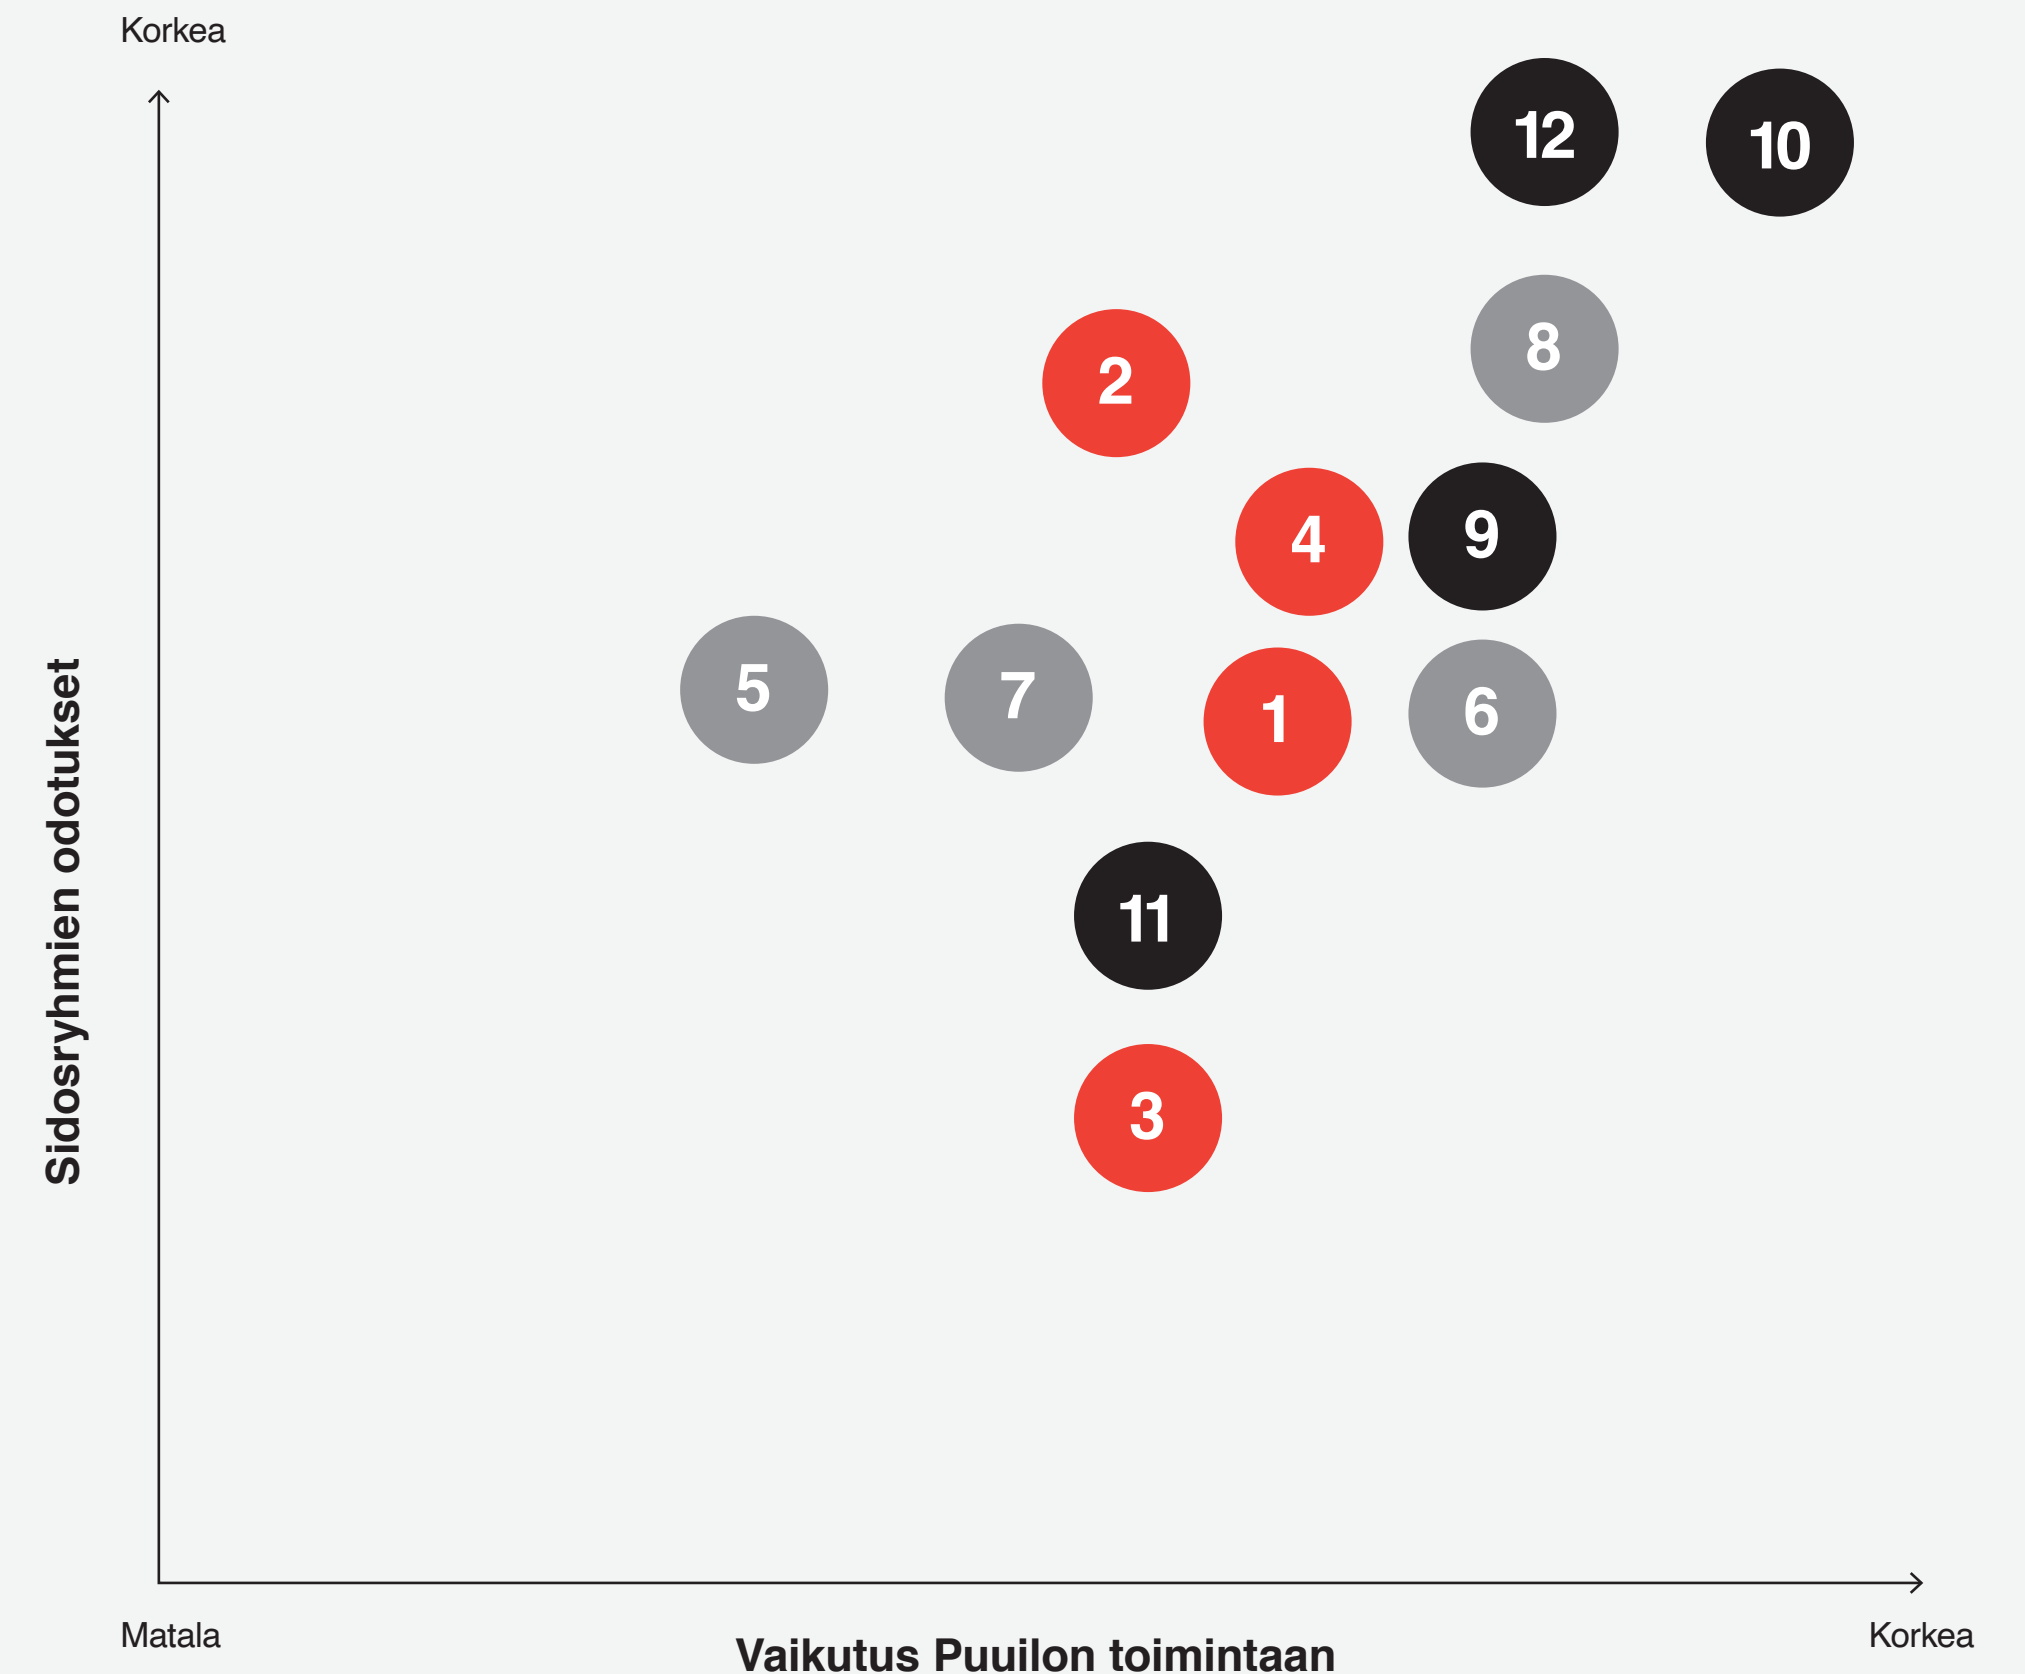 Korkea
12
10
8
2
4
9
5
7
1
6
11
3
Sidosryhmien odotukset
Matala
Vaikutus Puuilon toimintaan
Korkea